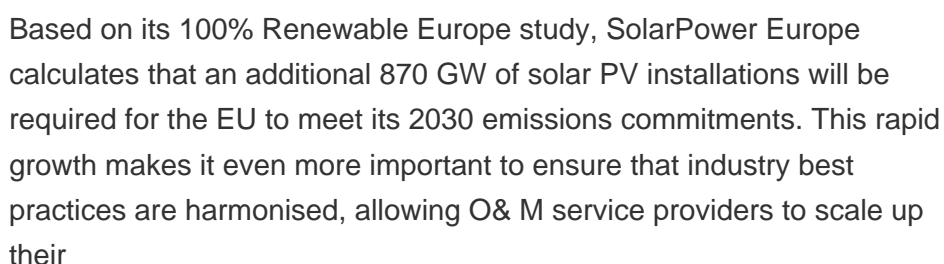 Based on its 100% Renewable Europe study, SolarPower Europe
calculates that an additional 870 GW of solar PV installations will be
required for the EU to meet its 2030 emissions commitments. This rapid
growth makes it even more important to ensure that industry best
practices are harmonised, allowing O& M service providers to scale up
their